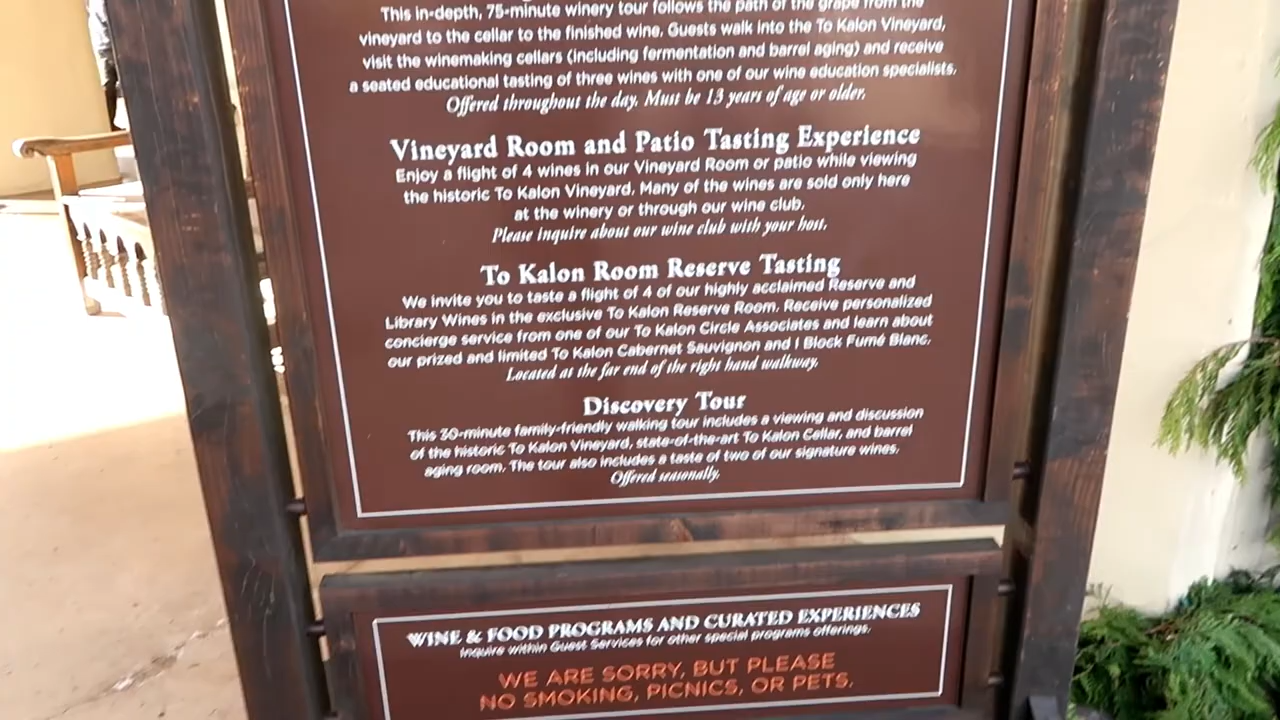 This in-depth, 75-minute winery tour follows the path of the grape from the
vineyard to the cellar to the finished wine. Guests walk into the To Kalon Vineyard,
visit the winemaking cellars (including fermentation and barrel aging) and receive
a seated educational tasting of three wines with one of our wine education specialists.
Offered throughout the day. Must be 13 years of age or older.
Vineyard Room and Patio Tasting Experience
Enjoy a flight of 4 wines in our Vineyard Room or patio while viewing
the historic To Kalon Vineyard. Many of the wines are sold only here
at the winery or through our wine club.
Please inquire about our wine club with your host.
To Kalon Room Reserve Tasting
We invite you to taste a flight of 4 of our highly acclaimed Reserve and
Library Wines in the exclusive To Kalon Reserve Room. Receive personalized
concierge service from one of our To Kalon Circle Associates and learn about
our prized and limited To Kalon Cabernet Sauvignon and I Block Fumé Blanc.
Located at the far end of the right hand walkway.
Discovery Tour
This 30-minute family-friendly walking tour includes a viewing and discussion
of the historic To Kalon Vineyard, state-of-the-art To Kalon Cellar, and barrel
aging room. The tour also includes a taste of two of our signature wines.
Offered seasonally.
WINE & FOOD PROGRAMS AND CURATED EXPERIENCES
Inquire within Guest Services for other special programs offerings.
WE ARE SORRY, BUT PLEASE
NO SMOKING, PICNICS, OR PETS.